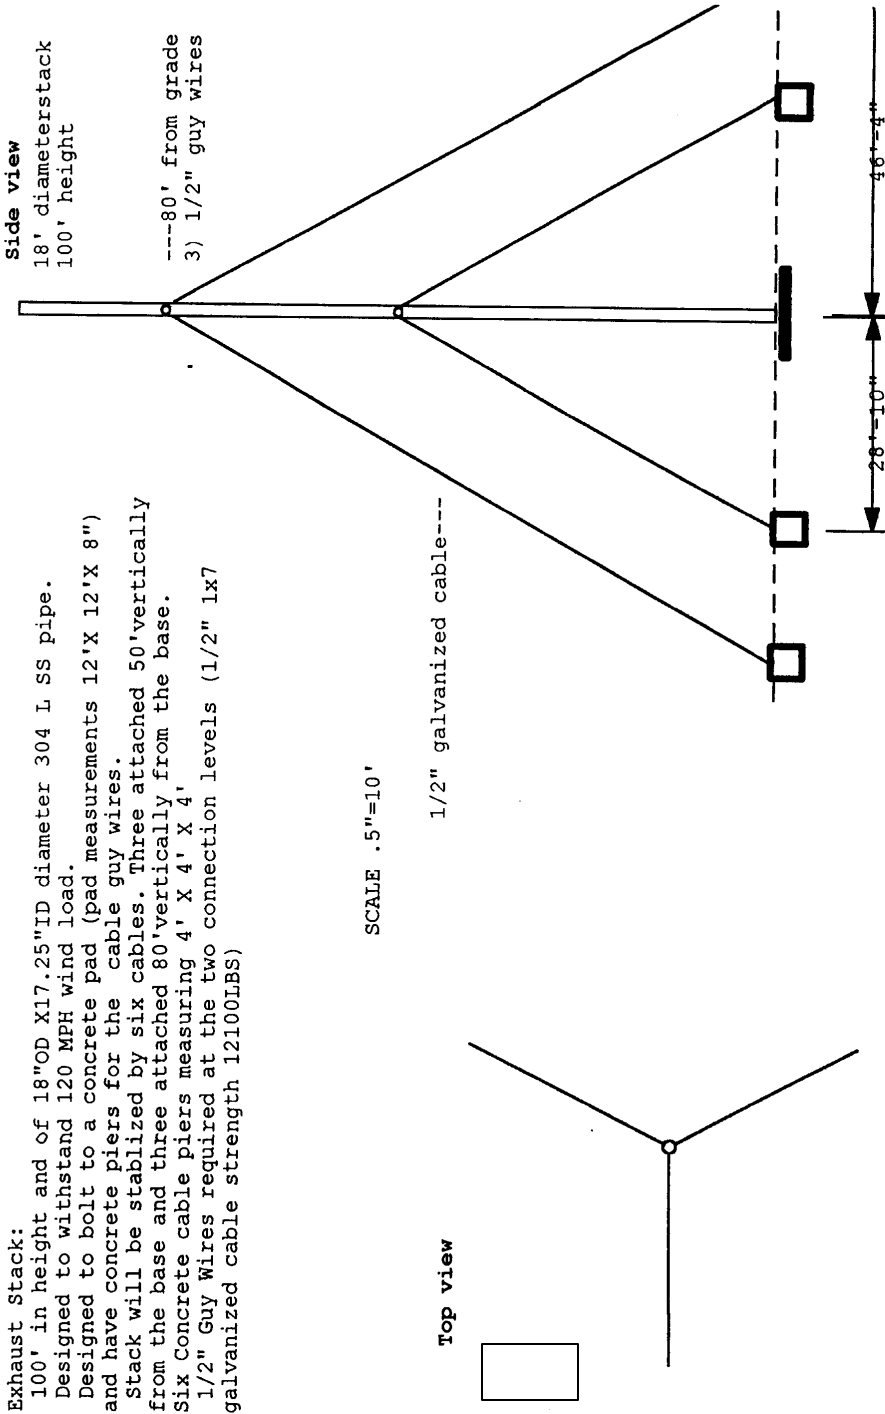 Exhaust Stack:
100' in height and of 18"OD X17.25"ID diameter 304 L SS pipe.
Designed to withstand 120 MPH wind load.
Designed to bolt to a concrete pad (pad measurements 12'X 12'X 8")
and have concrete piers for the cable guy wires.
Stack will be stablized by six cables. Three attached 50'vertically
from the base and three attached 80'vertically from the base.
Six Concrete cable piers measuring 4' X 4' X 4'
1/2" Guy Wires required at the two connection levels (1/2" 1x7
galvanized cable strength 12100LBS)
Side view
18' diameterstack
100' height
---80' from grade
3) 1/2" guy wires
SCALE .5"=10'
1/2" galvanized cable---
Top view
28'=10"
46'-4"